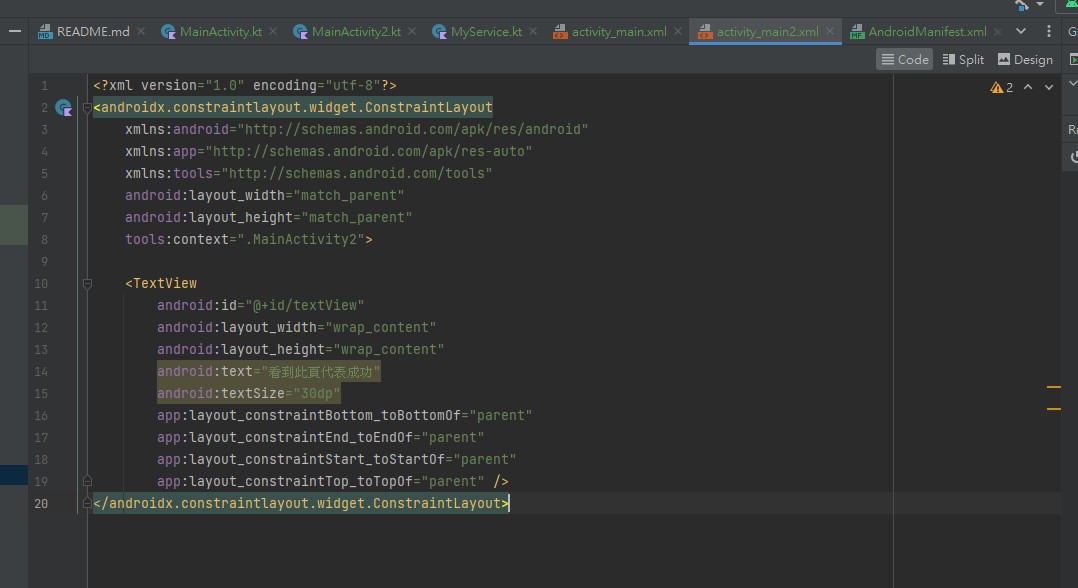 README.md MainActivity.kt MainActivity2.kt MyService.kt activity_main.xml activity_main2.xml AndroidManifest.xml
Code Split Design
1 <?xml version="1.0" encoding="utf-8"?>
2
2 <androidx.constraintlayout.widget.ConstraintLayout
3 xmlns:android="http://schemas.android.com/apk/res/android"
4 xmlns:app="http://schemas.android.com/apk/res-auto"
5 xmlns:tools="http://schemas.android.com/tools"
6 android:layout_width="match_parent"
7 android:layout_height="match_parent"
8 tools:context=".MainActivity2">
9
10 <TextView
11 android:id="@+id/textView"
12 android:layout_width="wrap_content"
13 android:layout_height="wrap_content"
14 android:text="看到此頁代表成功"
15 android:textSize="30dp"
16 app:layout_constraintBottom_toBottomOf="parent"
17 app:layout_constraintEnd_toEndOf="parent"
18 app:layout_constraintStart_toStartOf="parent"
19 app:layout_constraintTop_toTopOf="parent" />
20 </androidx.constraintlayout.widget.ConstraintLayout>